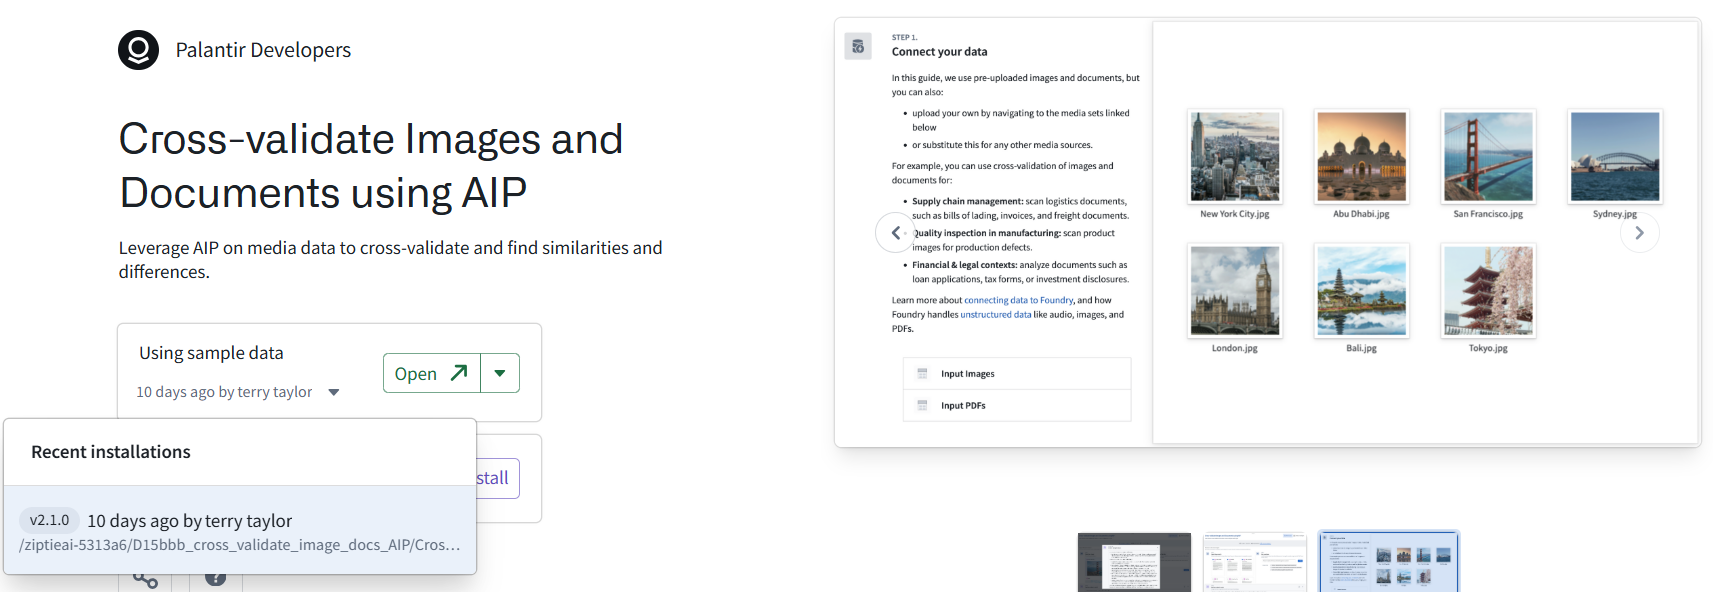 Palantir Developers
Cross-validate Images and
Documents using AIP
Leverage AIP on media data to cross-validate and find similarities and
differences.
Using sample data
10 days ago by terry taylor
Open
Recent installations
v2.1.0 10 days ago by terry taylor
/ziptieai-5313a6/D15bbb_cross_validate_image_docs_AIP/Cros...
stall
STEP 1.
Connect your data
In this guide, we use pre-uploaded images and documents, but
you can also:
• upload your own by navigating to the media sets linked
below
• or substitute this for any other media sources.
For example, you can use cross-validation of images and
documents for:
• Supply chain management: scan logistics documents,
such as bills of lading, invoices, and freight documents.
Quality inspection in manufacturing: scan product
images for production defects.
• Financial & legal contexts: analyze documents such as
loan applications, tax forms, or investment disclosures.
Learn more about connecting data to Foundry, and how
Foundry handles unstructured data like audio, images, and
PDFs.
Input Images
Input PDFs
New York City.jpg
Abu Dhabi.jpg
San Francisco.jpg
Sydney.jpg
London.jpg
Bali.jpg
Tokyo.jpg